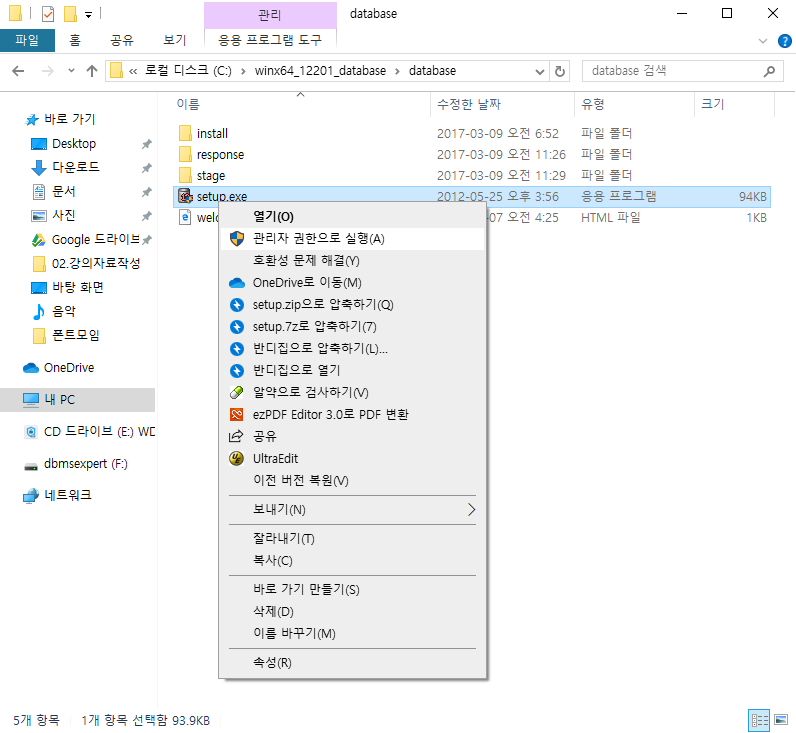 관리
database
파일
홈
공유
보기
응용 프로그램 도구
« 로컬 디스크 (C:) › winx64_12201_database › database
database 검색
이름
수정한 날짜
유형
크기
바로 가기
Desktop
다운로드
문서
사진
Google 드라이브
02.강의자료작성
바탕 화면
음악
폰트모임
OneDrive
내 PC
CD 드라이브 (E:) WD
dbmsexpert (F:)
네트워크
install 2017-03-09 오전 6:52 파일 폴더
response 2017-03-09 오전 11:26 파일 폴더
stage 2017-03-09 오전 11:29 파일 폴더
setup.exe 2012-05-25 오후 3:56 응용 프로그램 94KB
welc 07 오전 4:25 HTML 파일 1KB
열기(O)
관리자 권한으로 실행(A)
호환성 문제 해결(Y)
OneDrive로 이동(M)
setup.zip으로 압축하기(Q)
setup.7z로 압축하기(7)
반디집으로 압축하기(L)...
반디집으로 열기
알약으로 검사하기(V)
ezPDF Editor 3.0로 PDF 변환
공유
UltraEdit
이전 버전 복원(V)
보내기(N)
잘라내기(T)
복사(C)
바로 가기 만들기(S)
삭제(D)
이름 바꾸기(M)
속성(R)
5개 항목
1개 항목 선택함 93.9KB